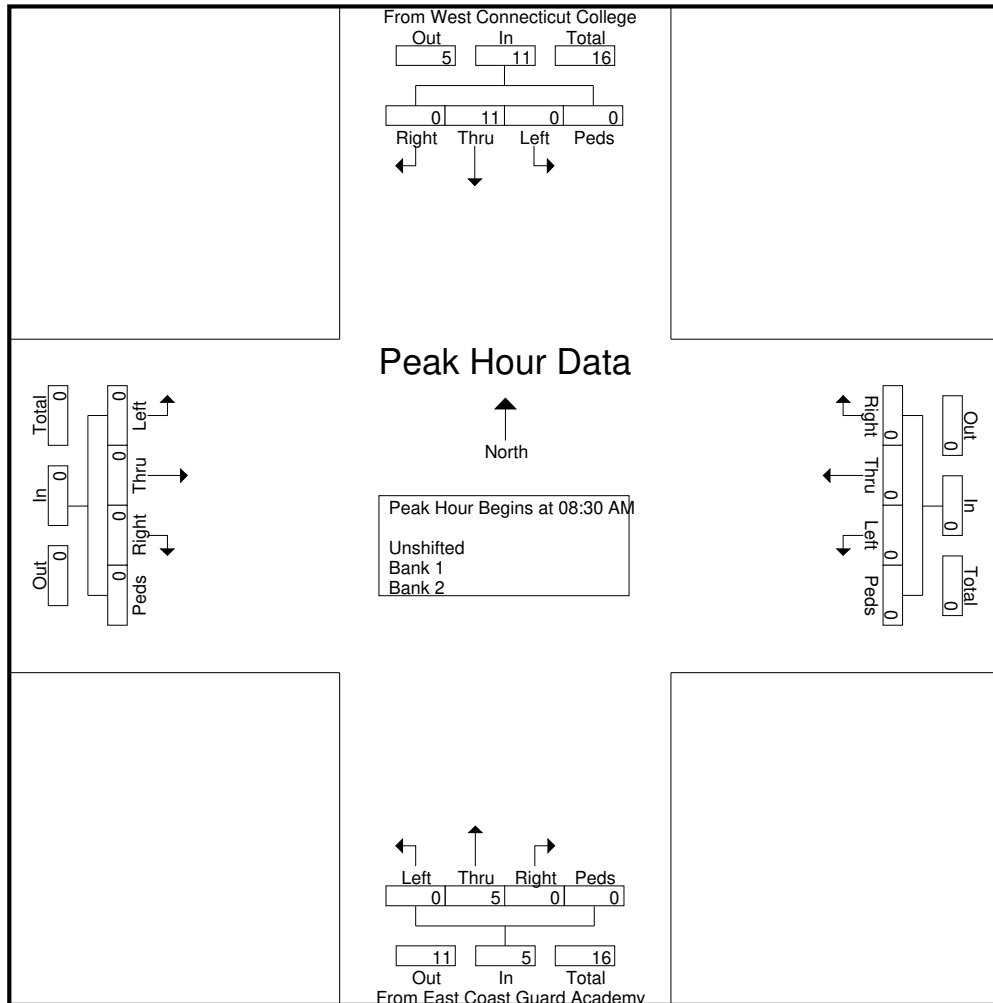 From West Connecticut College
Out In Total
5 11 16
0 11 0 0
Right Thru Left Peds
Peak Hour Data
North
Peak Hour Begins at 08:30 AM
Unshifted
Bank 1
Bank 2
Total In Out
0 0 0
0 0 0 0
Left Thru Right Peds
Right Thru Left Peds
0 0 0 0
Out In Total
0 0 0
Left Thru Right Peds
0 5 0 0
11 5 16
Out In Total
From East Coast Guard Academy